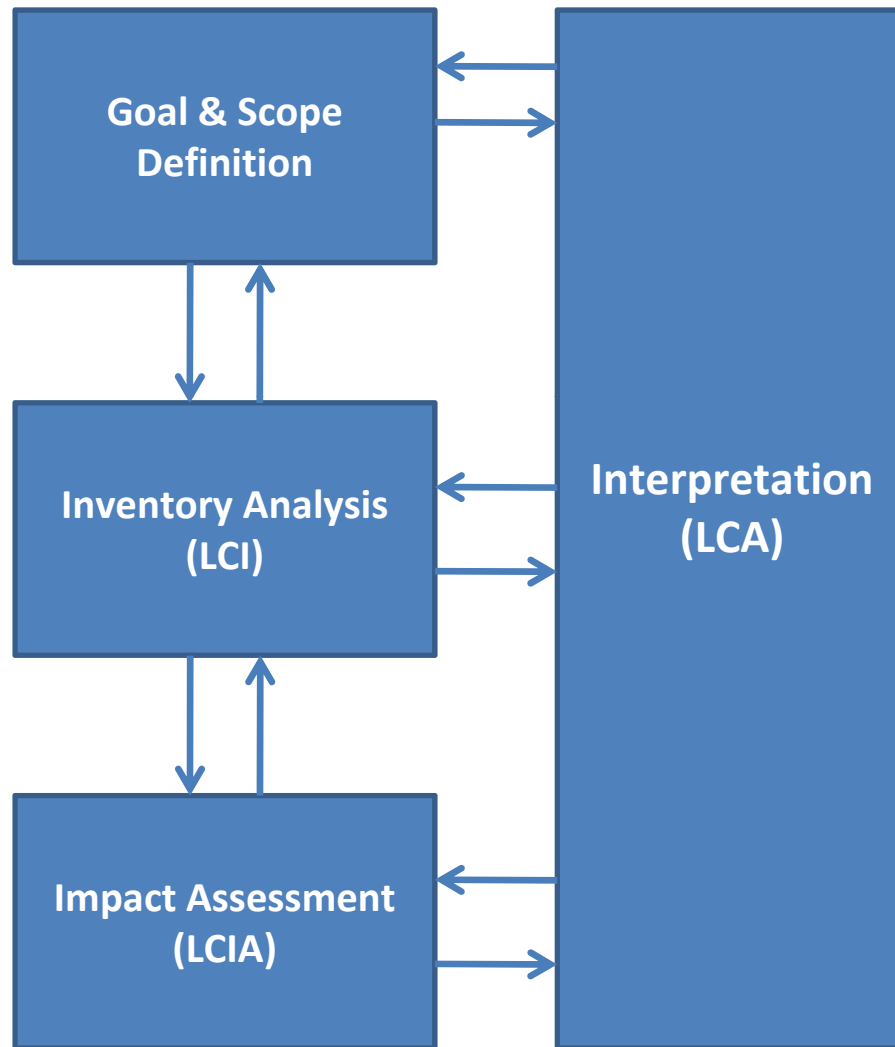 Goal & Scope
Definition
Inventory Analysis
(LCI)
Interpretation
(LCA)
Impact Assessment
(LCIA)